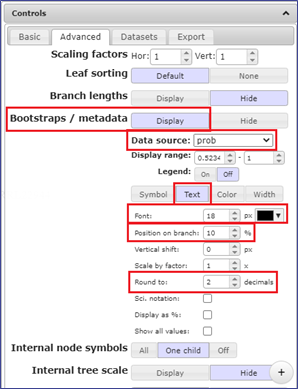 Controls
Basic Advanced Datasets Export
Scaling factors Hor: 1 Vert: 1
Leaf sorting Default None
Branch lengths Display Hide
Bootstraps / metadata Display Hide
Data source: prob
Display range: 0.5234 - 1
Legend: On Off
Symbol Text Color Width
Font: 18 px
Position on branch: 10 %
Vertical shift: 0 px
Scale by factor: 1 x
Round to: 2 decimals
Sci. notation:
Display as %:
Show all values:
Internal node symbols All One child Off
Internal tree scale Display Hide
+